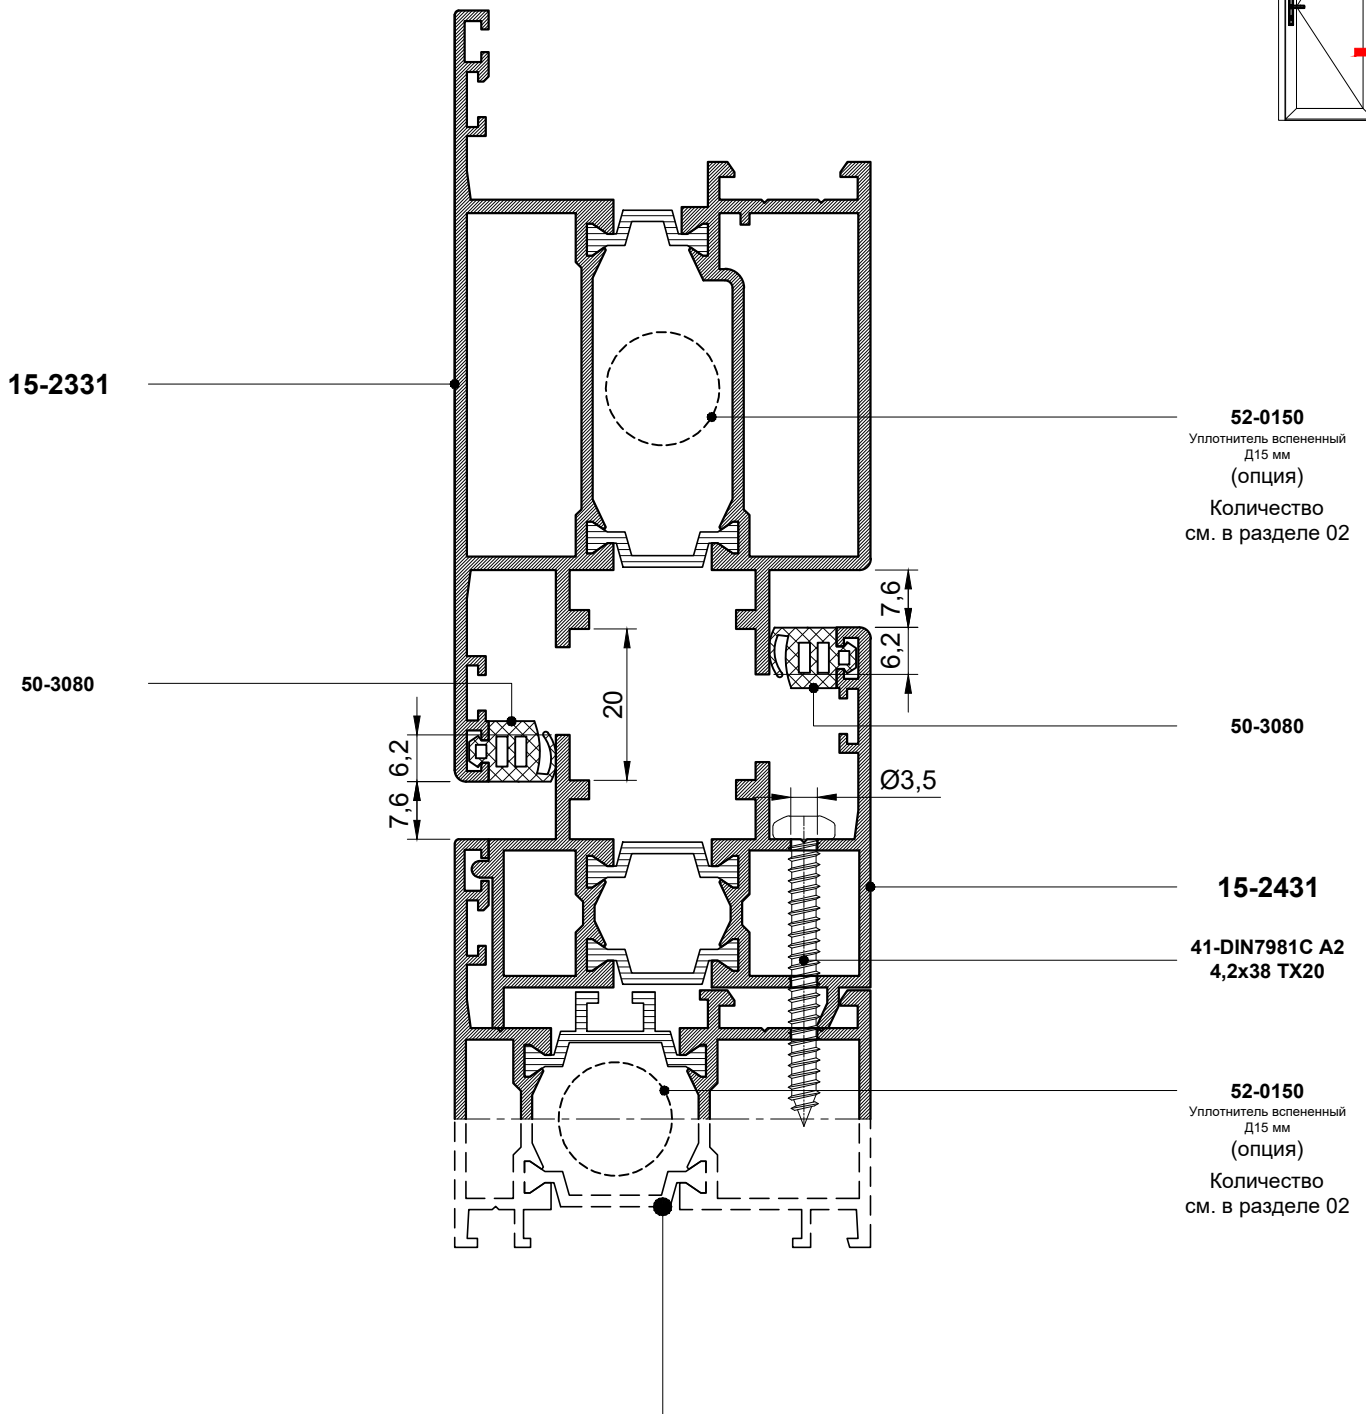 15-2331
52-0150
Уплотнитель вспененный
Д15 мм
(опция)
Количество
см. в разделе 02
7,6
6,2
50-3080
20
50-3080
6,2
7,6
Ø3,5
15-2431
41-DIN7981C A2
4,2x38 TX20
52-0150
Уплотнитель вспененный
Д15 мм
(опция)
Количество
см. в разделе 02